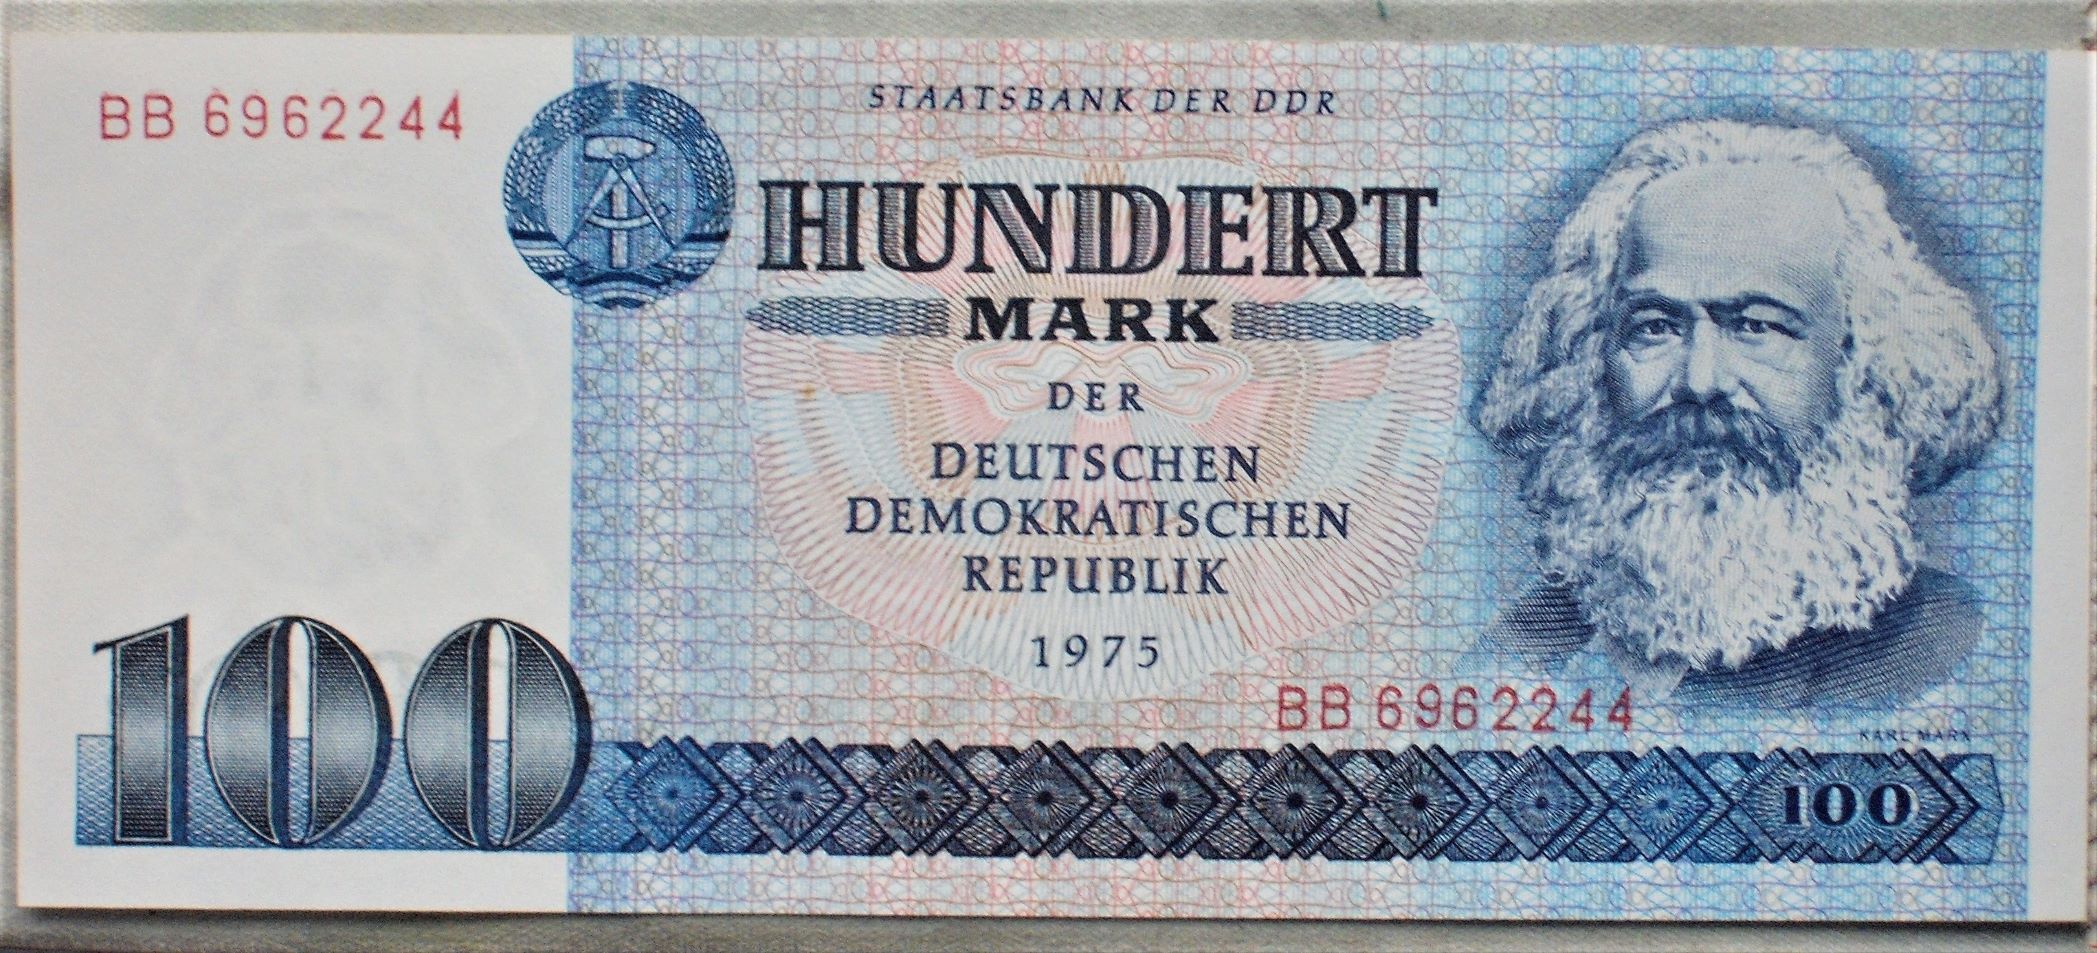 BB 6962244
STAATSBANK DER DDR
HUNDERT
MARK
DER
DEUTSCHEN
DEMOKRATISCHEN
REPUBLIK
1975
BB 6962244
KARL MARX
100
100